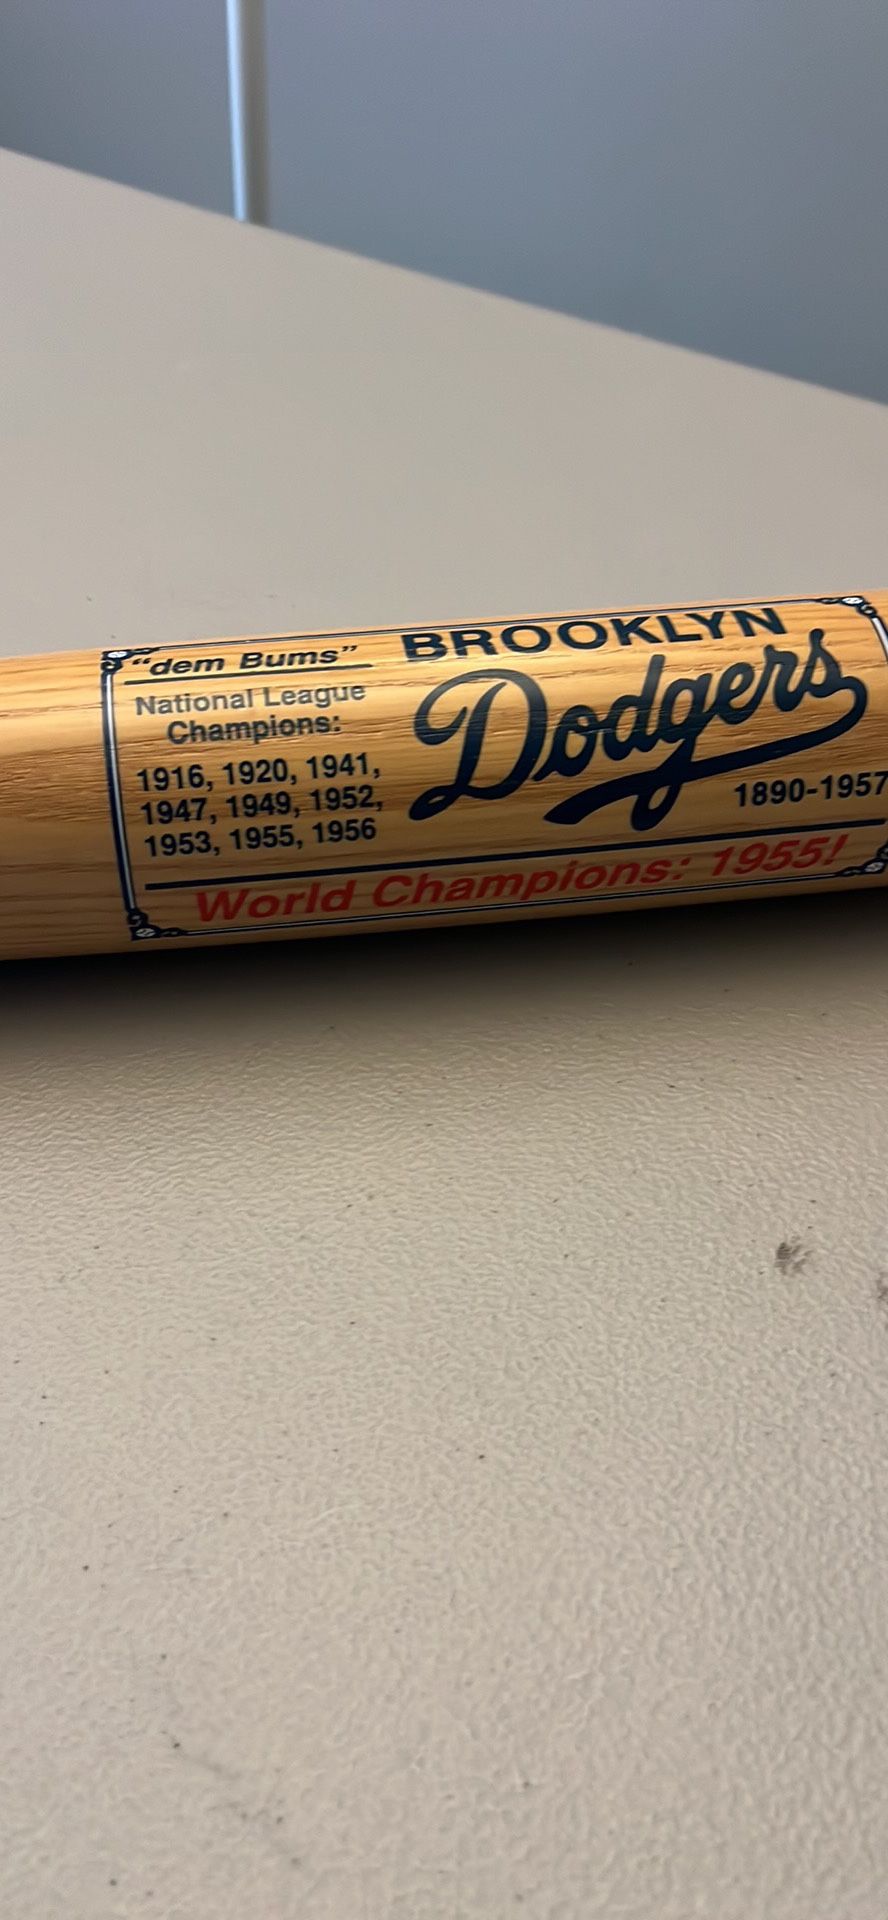 "dem Bums"
National League
Champions:
1916, 1920, 1941,
1947, 1949, 1952,
1953, 1955, 1956
BROOKLYN
Dodgers
1890-1957
World Champions: 1955!